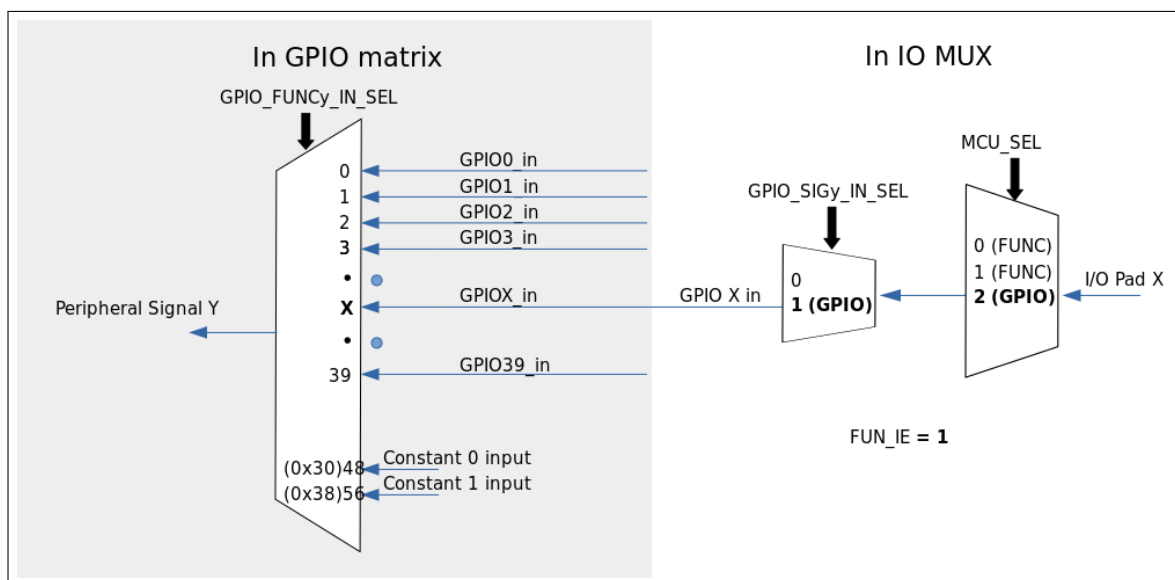 In GPIO matrix
GPIO_FUNCy_IN_SEL
0
GPIO0_in
1
GPIO1_in
2
GPIO2_in
3
GPIO3_in
X
GPIOX_in
39
GPIO39_in
(0x30)48
Constant 0 input
(0x38)56
Constant 1 input
Peripheral Signal Y
In IO MUX
MCU_SEL
GPIO_SIGy_IN_SEL
GPIO X in
0
1 (GPIO)
0 (FUNC)
1 (FUNC)
2 (GPIO)
I/O Pad X
FUN_IE = 1